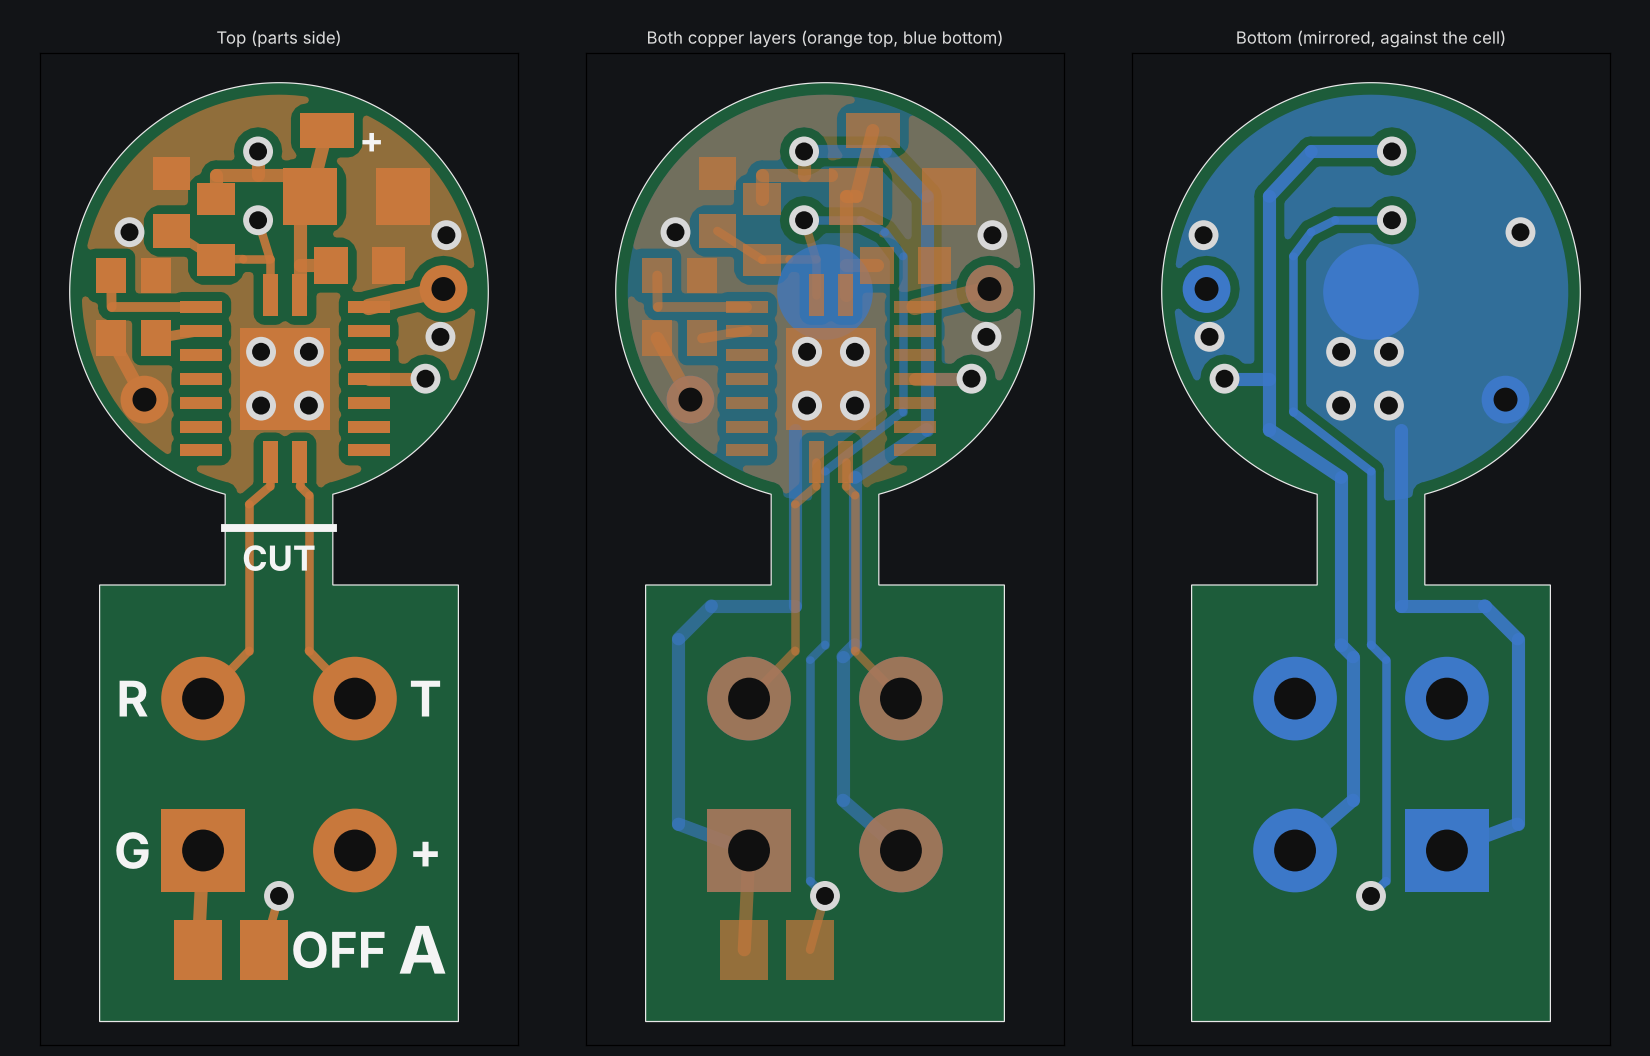 Top (parts side)
Both copper layers (orange top, blue bottom)
Bottom (mirrored, against the cell)
+
CUT
R T
G +
OFF A